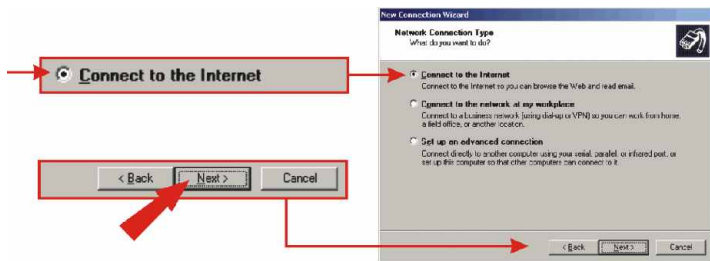 Connect to the Internet
< Back
Next >
Cancel
New Connection Wizard
Network Connection Type
What do you want to do?
Connect to the Internet
Connect to the Internet so you can browse the Web and read email.
Connect to the network at my workplace
Connect to a business network (using dial-up or VPN) so you can work from home,
a field office, or another location.
Set up an advanced connection
Connect directly to another computer using your serial, parallel, or infrared port, or
set up this computer so that other computers can connect to it.
< Back
Next >
Cancel